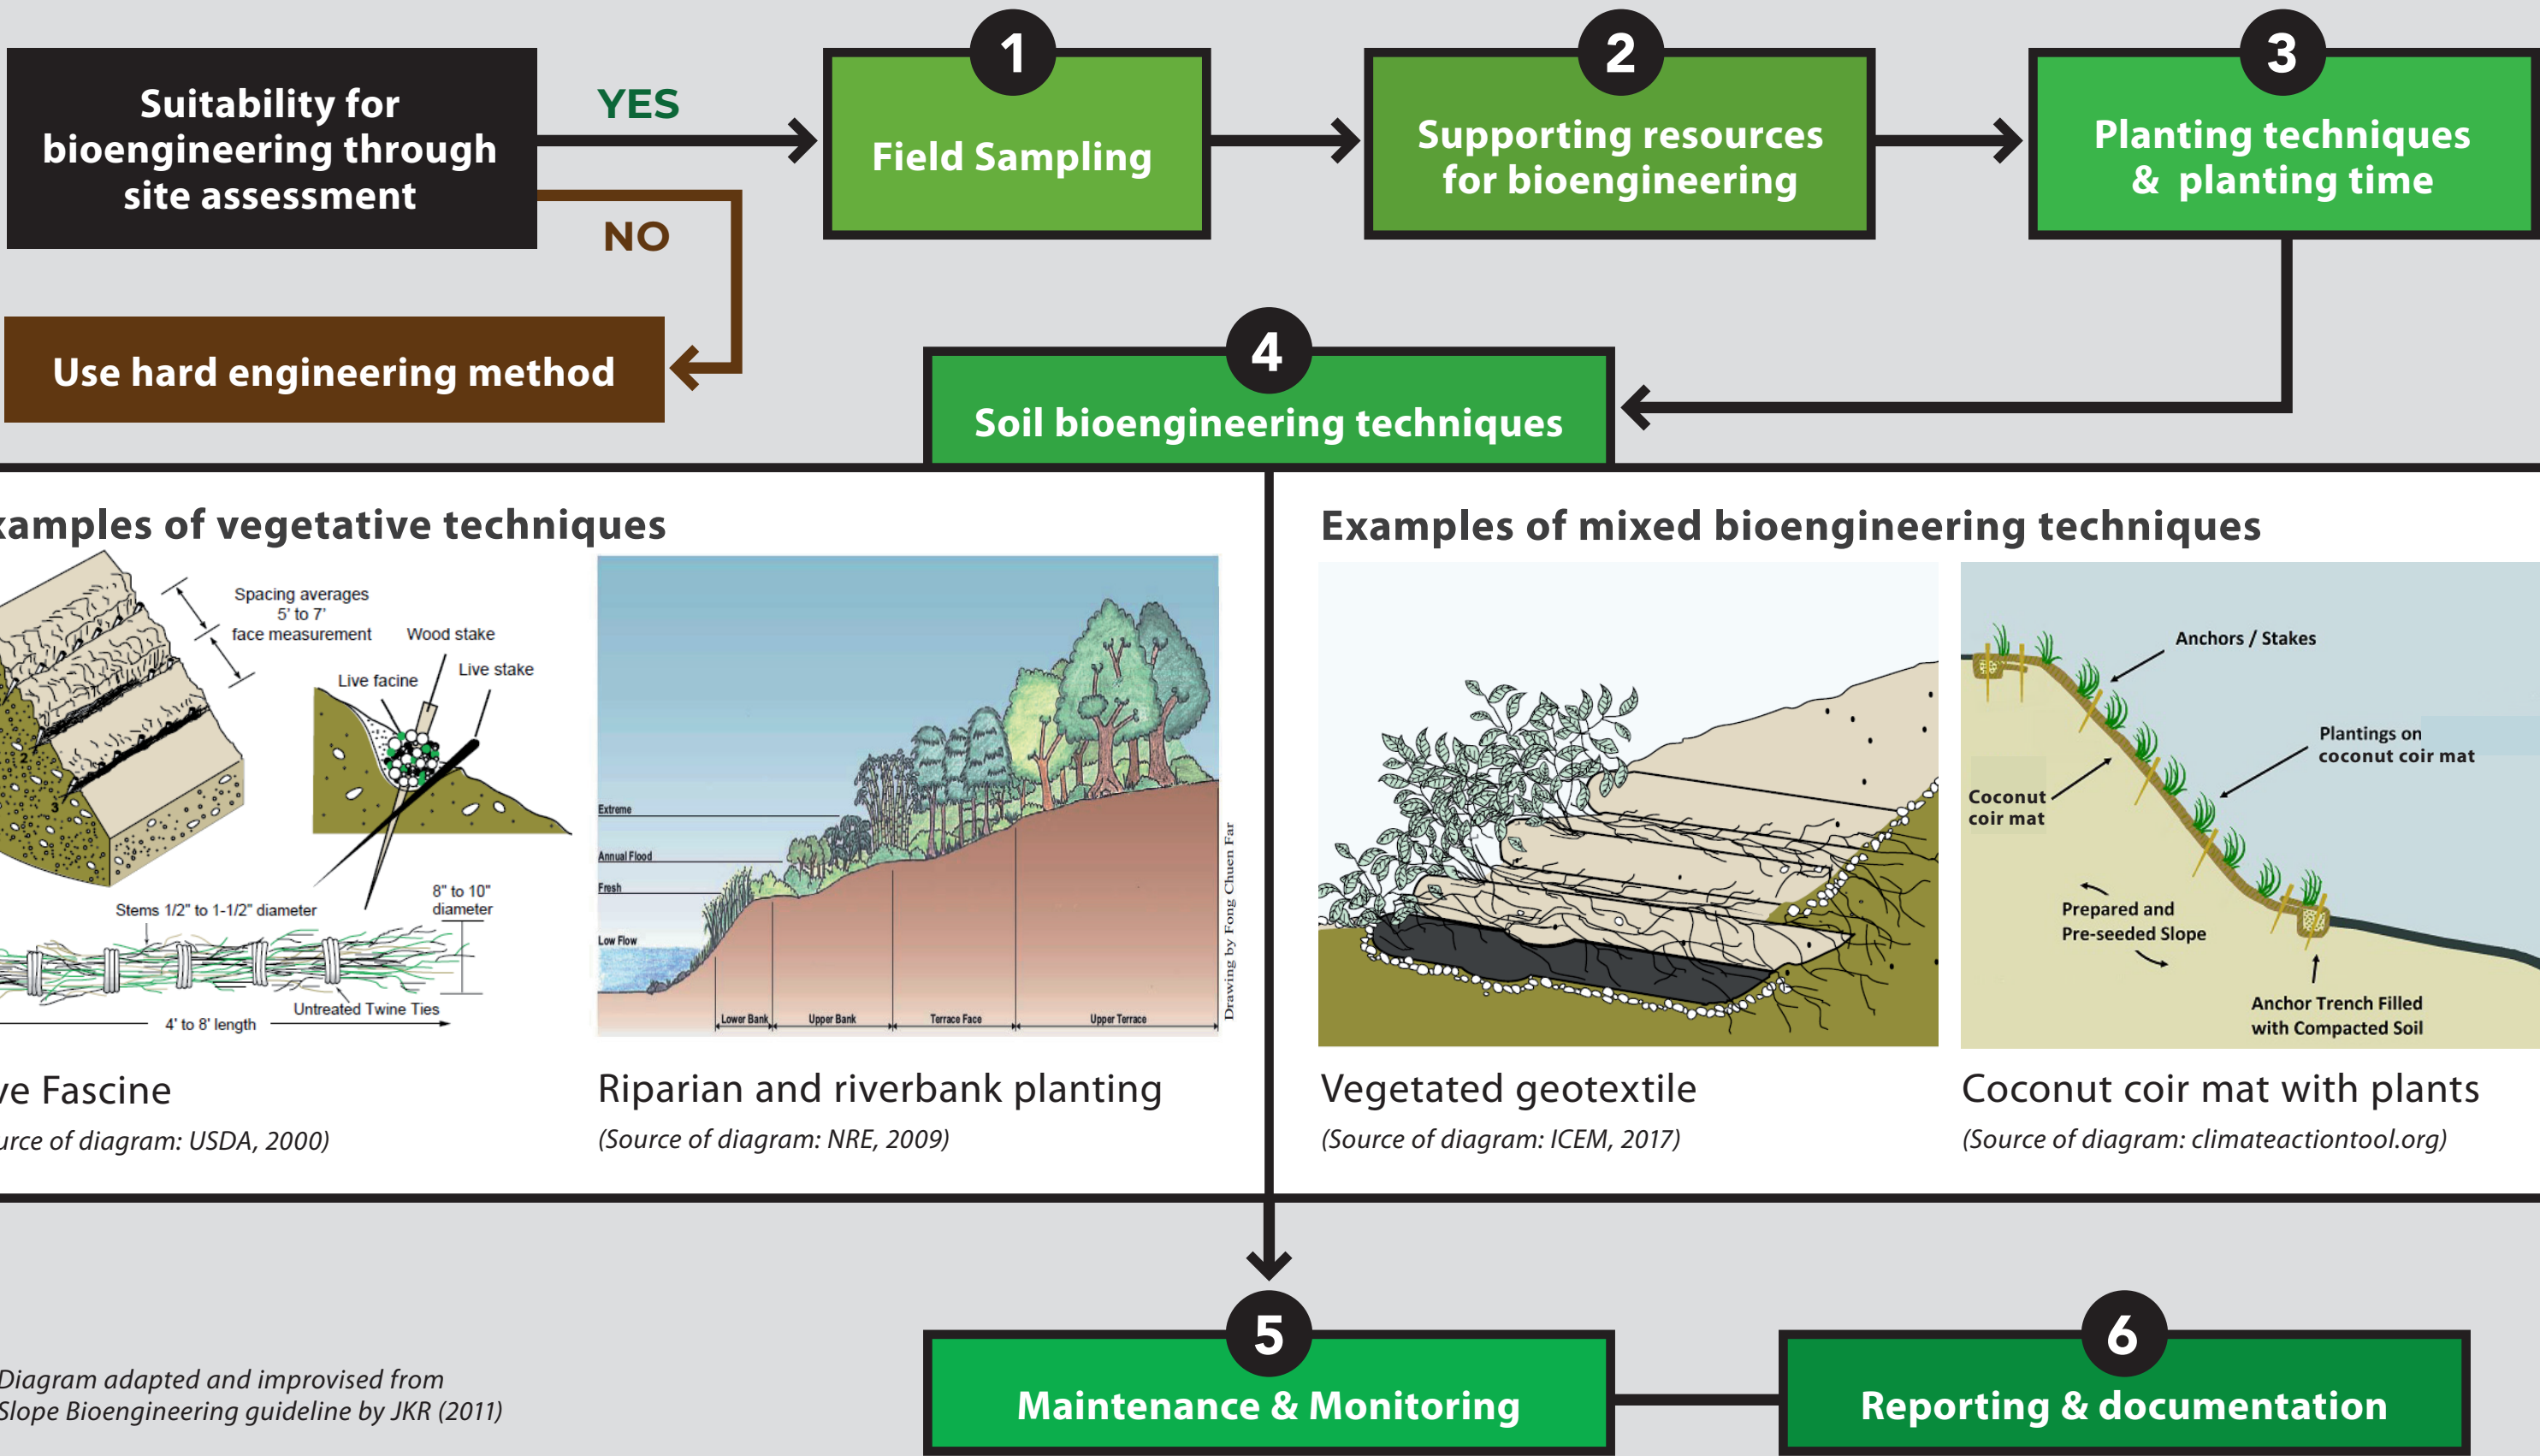 Suitability for
bioengineering through
site assessment
YES
NO
Use hard engineering method
1
Field Sampling
2
Supporting resources
for bioengineering
3
Planting techniques
& planting time
4
Soil bioengineering techniques
xamples of vegetative techniques
Spacing averages
5' to 7'
face measurement
Wood stake
Live stake
Live facine
2
3
Stems 1/2" to 1-1/2" diameter
8" to 10"
diameter
Untreated Twine Ties
4' to 8' length
ve Fascine
urce of diagram: USDA, 2000)
Extreme
Annual Flood
Fresh
Low Flow
Lower Bank
Upper Bank
Terrace Face
Upper Terrace
Drawing by Fong Chuen Far
Riparian and riverbank planting
(Source of diagram: NRE, 2009)
Examples of mixed bioengineering techniques
Vegetated geotextile
(Source of diagram: ICEM, 2017)
Anchors / Stakes
Plantings on
coconut coir mat
Coconut
coir mat
Prepared and
Pre-seeded Slope
Anchor Trench Filled
with Compacted Soil
Coconut coir mat with plants
(Source of diagram: climateactiontool.org)
5
Maintenance & Monitoring
6
Reporting & documentation
Diagram adapted and improvised from
Slope Bioengineering guideline by JKR (2011)